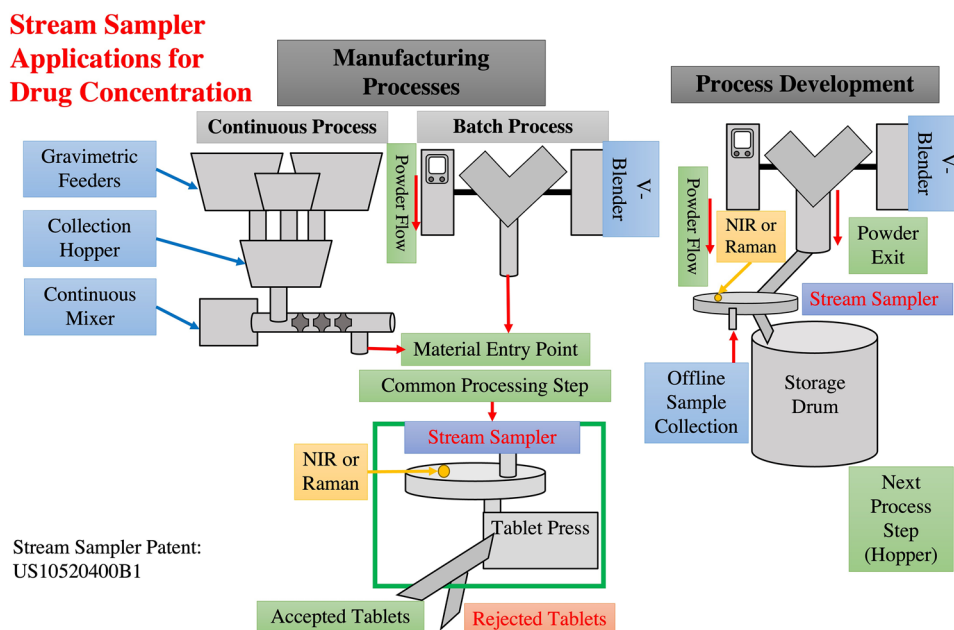 Stream Sampler
Applications for
Drug Concentration
Manufacturing
Processes
Process Development
Continuous Process
Batch Process
Gravimetric
Feeders
Collection
Hopper
Continuous
Mixer
Powder Flow
V-
Blender
Material Entry Point
Common Processing Step
Stream Sampler
NIR or
Raman
Tablet Press
Accepted Tablets
Rejected Tablets
Stream Sampler Patent:
US10520400B1
V-
Blender
Powder Flow
NIR or
Raman
Powder
Exit
Stream Sampler
Offline
Sample
Collection
Storage
Drum
Next
Process
Step
(Hopper)